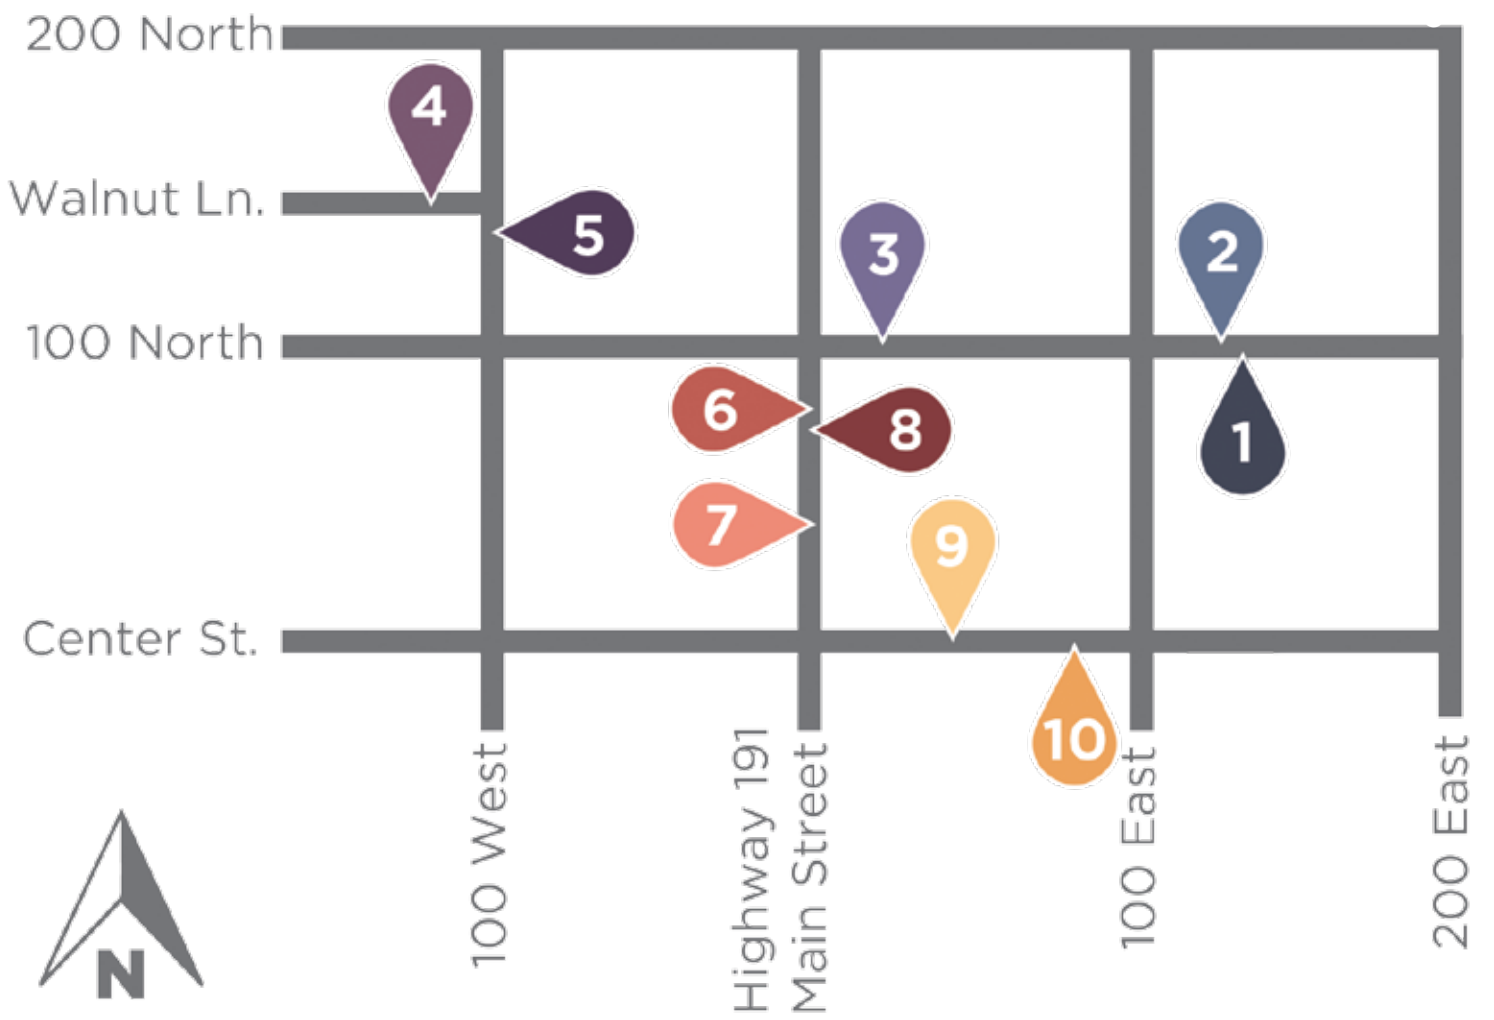 200 North
4
Walnut Ln.
5
3
2
100 North
6
8
1
7
9
Center St.
10
100 West
Highway 191
Main Street
100 East
200 East
N